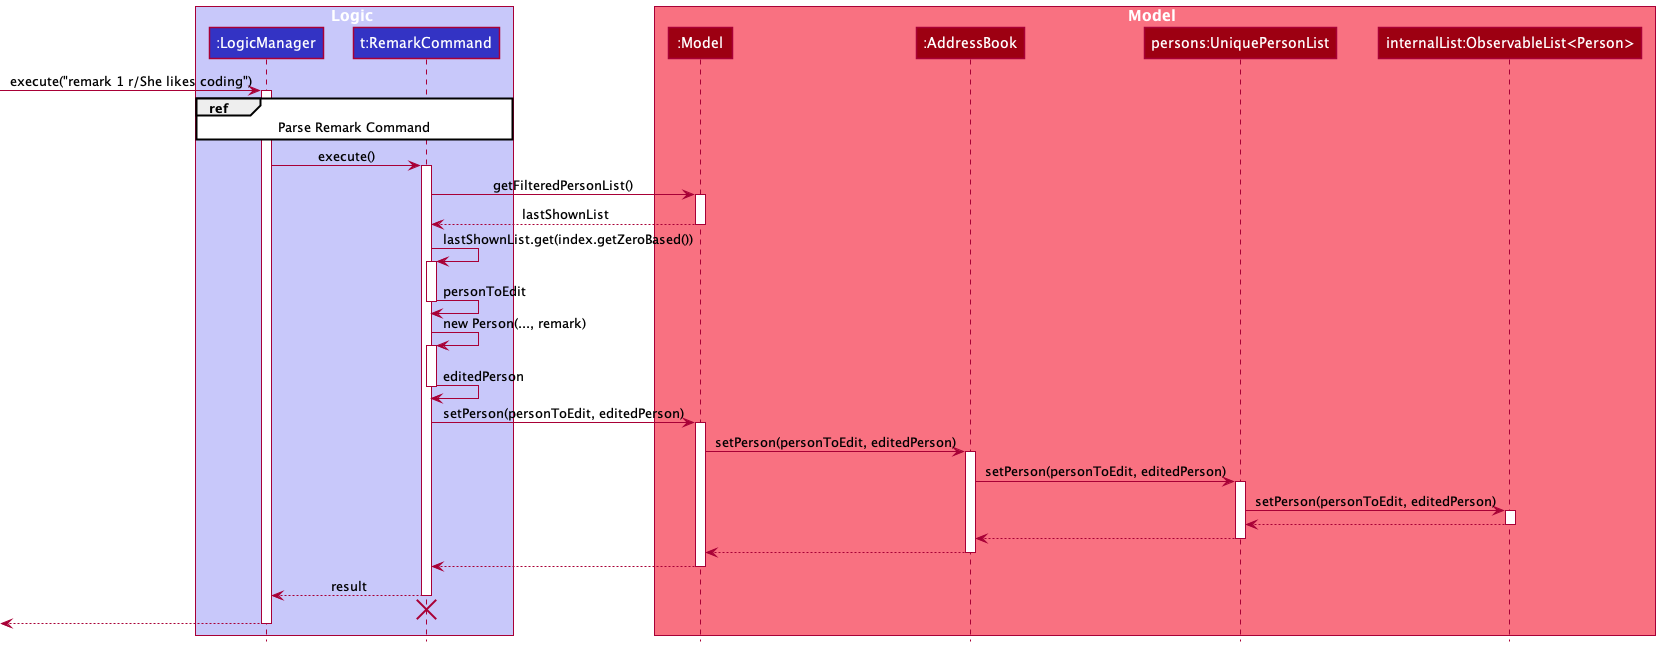 Logic
Model
:LogicManager
t:RemarkCommand
:Model
:AddressBook
persons:UniquePersonList
internalList:ObservableList<Person>
execute("remark 1 r/She likes coding")
ref
Parse Remark Command
execute()
getFilteredPersonList()
lastShownList
lastShownList.get(index.getZeroBased())
personToEdit
new Person(..., remark)
editedPerson
setPerson(personToEdit, editedPerson)
setPerson(personToEdit, editedPerson)
setPerson(personToEdit, editedPerson)
setPerson(personToEdit, editedPerson)
result